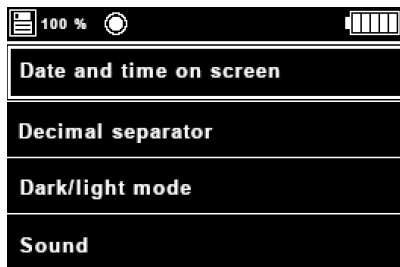 100 %
Date and time on screen
Decimal separator
Dark/light mode
Sound